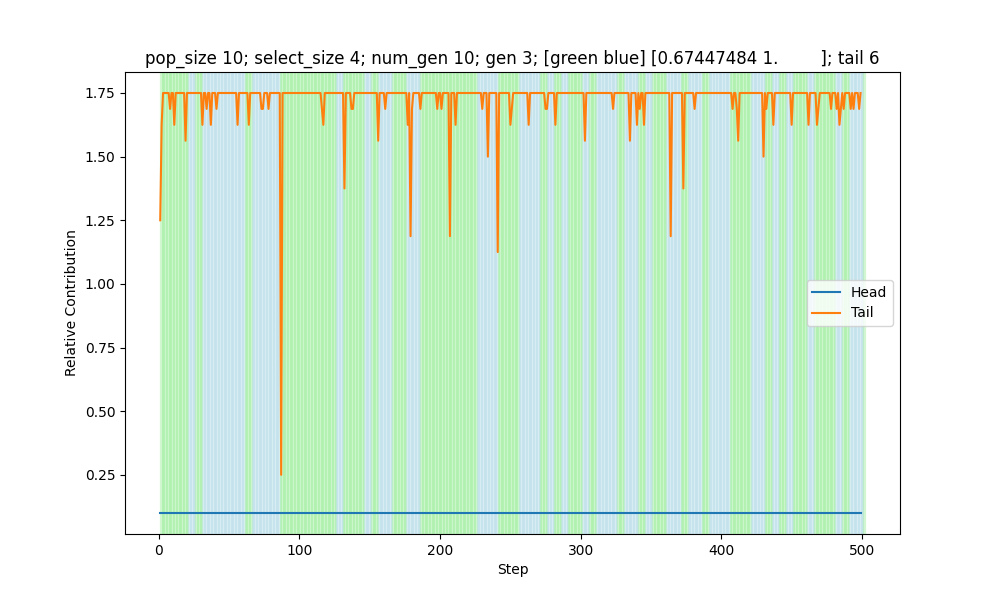 pop_size 10; select_size 4; num_gen 10; gen 3; [green blue] [0.67447484 1.         ]; tail 6
1.75
1.50
1.25
1.00
0.75
0.50
0.25
Relative Contribution
Head
Tail
0 100 200 300 400 500
Step